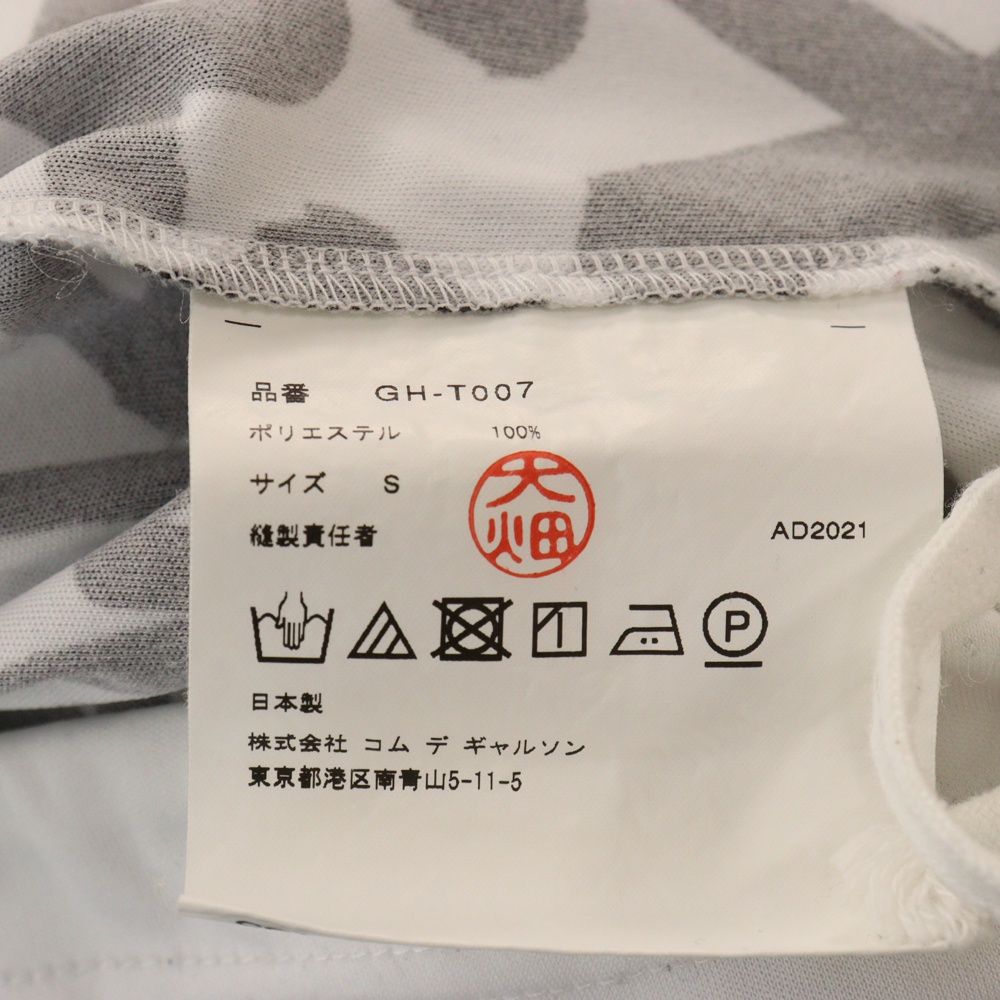 品番 GH-T007
ポリエステル 100%
サイズ S
大畑
縫製責任者
AD2021
P
日本製
株式会社 コム デ ギャルソン
東京都港区南青山5-11-5